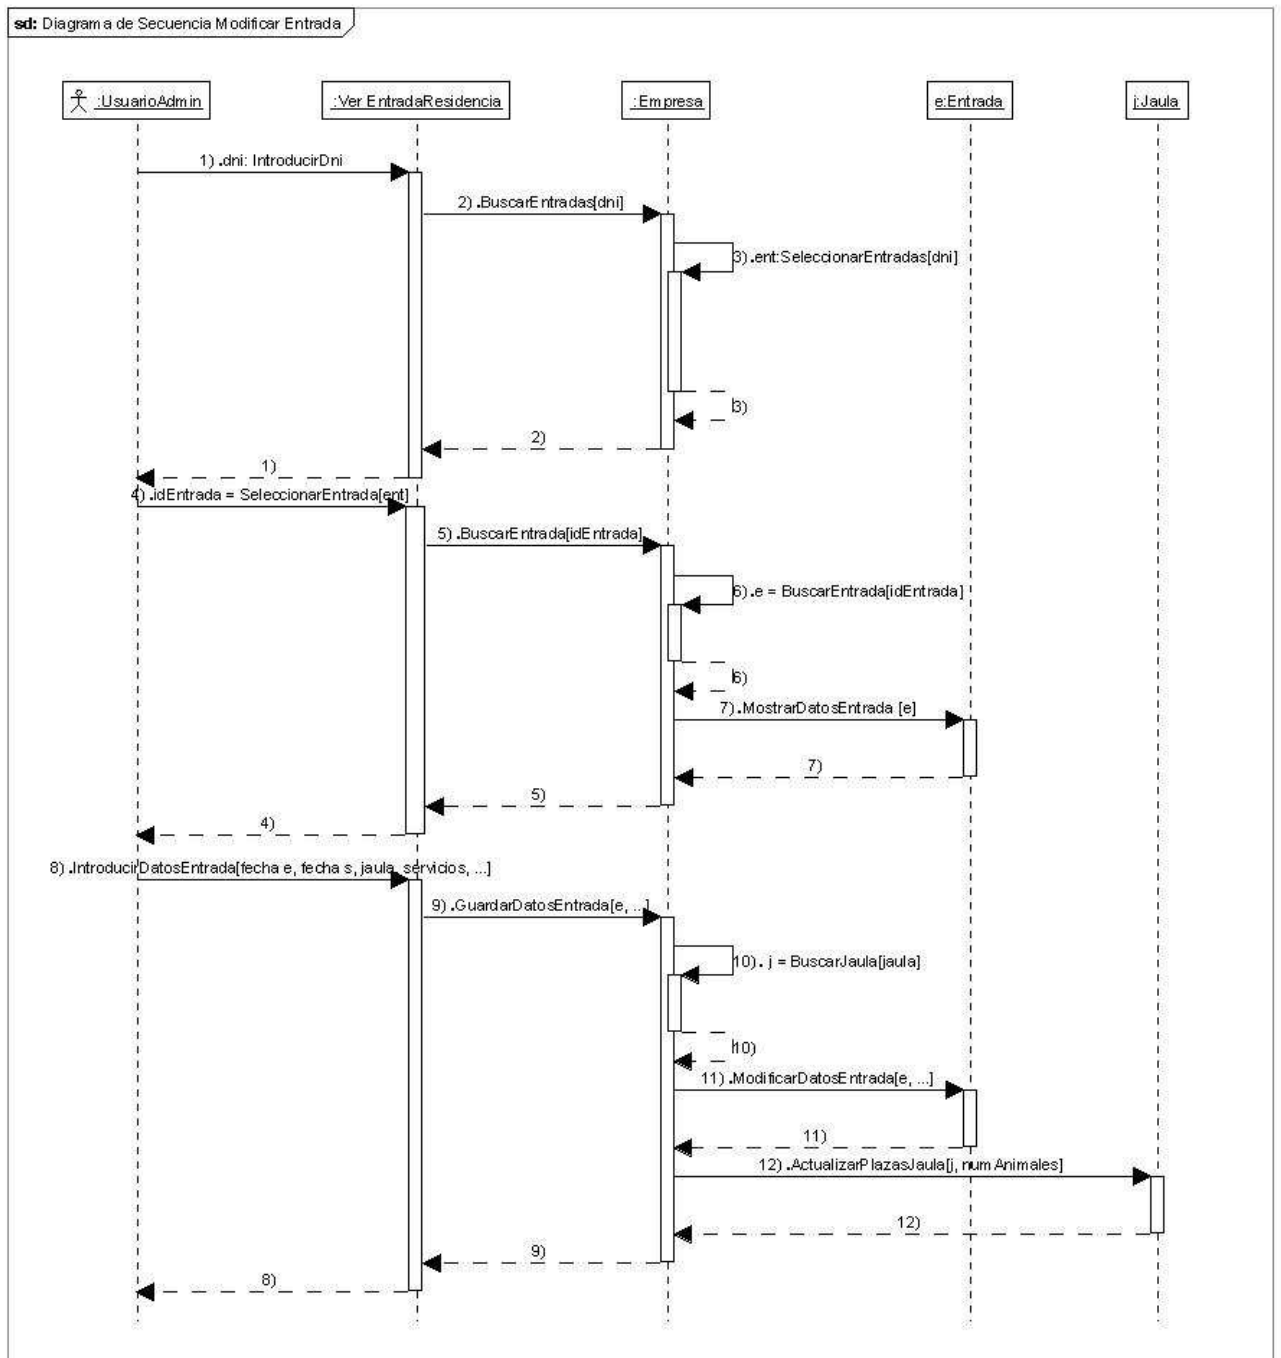 sd: Diagrama de Secuencia Modificar Entrada
:UsuarioAdmin
:Ver EntradaResidencia
:Empresa
e:Entrada
j:Jaula
1) .dni: IntroducirDni
2) .BuscarEntradas[dni]
3) .ent:SeleccionarEntradas[dni]
3)
2)
1)
4) .idEntrada = SeleccionarEntrada[ent]
5) .BuscarEntrada[idEntrada]
6) .e = BuscarEntrada[idEntrada]
6)
7) .MostrarDatosEntrada [e]
7)
5)
4)
8) .IntroducirDatosEntrada[fecha e, fecha s, jaula, servicios, ...]
9) .GuardarDatosEntrada[e, ...]
10) . j = BuscarJaula[jaula]
10)
11) .ModificarDatosEntrada[e, ...]
11)
12) .ActualizarPlazasJaula[j, numAnimales]
12)
9)
8)